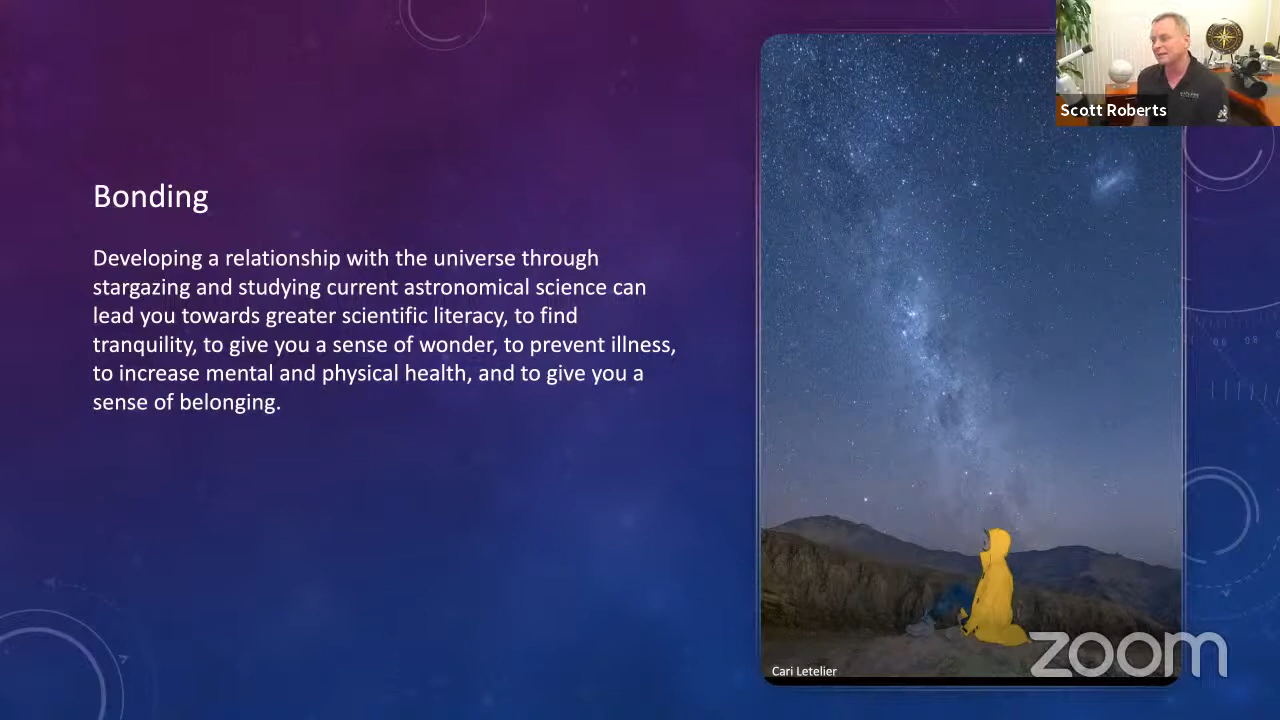 Scott Roberts
Bonding
Developing a relationship with the universe through
stargazing and studying current astronomical science can
lead you towards greater scientific literacy, to find
tranquility, to give you a sense of wonder, to prevent illness,
to increase mental and physical health, and to give you a
sense of belonging.
Cari Letelier
zoom